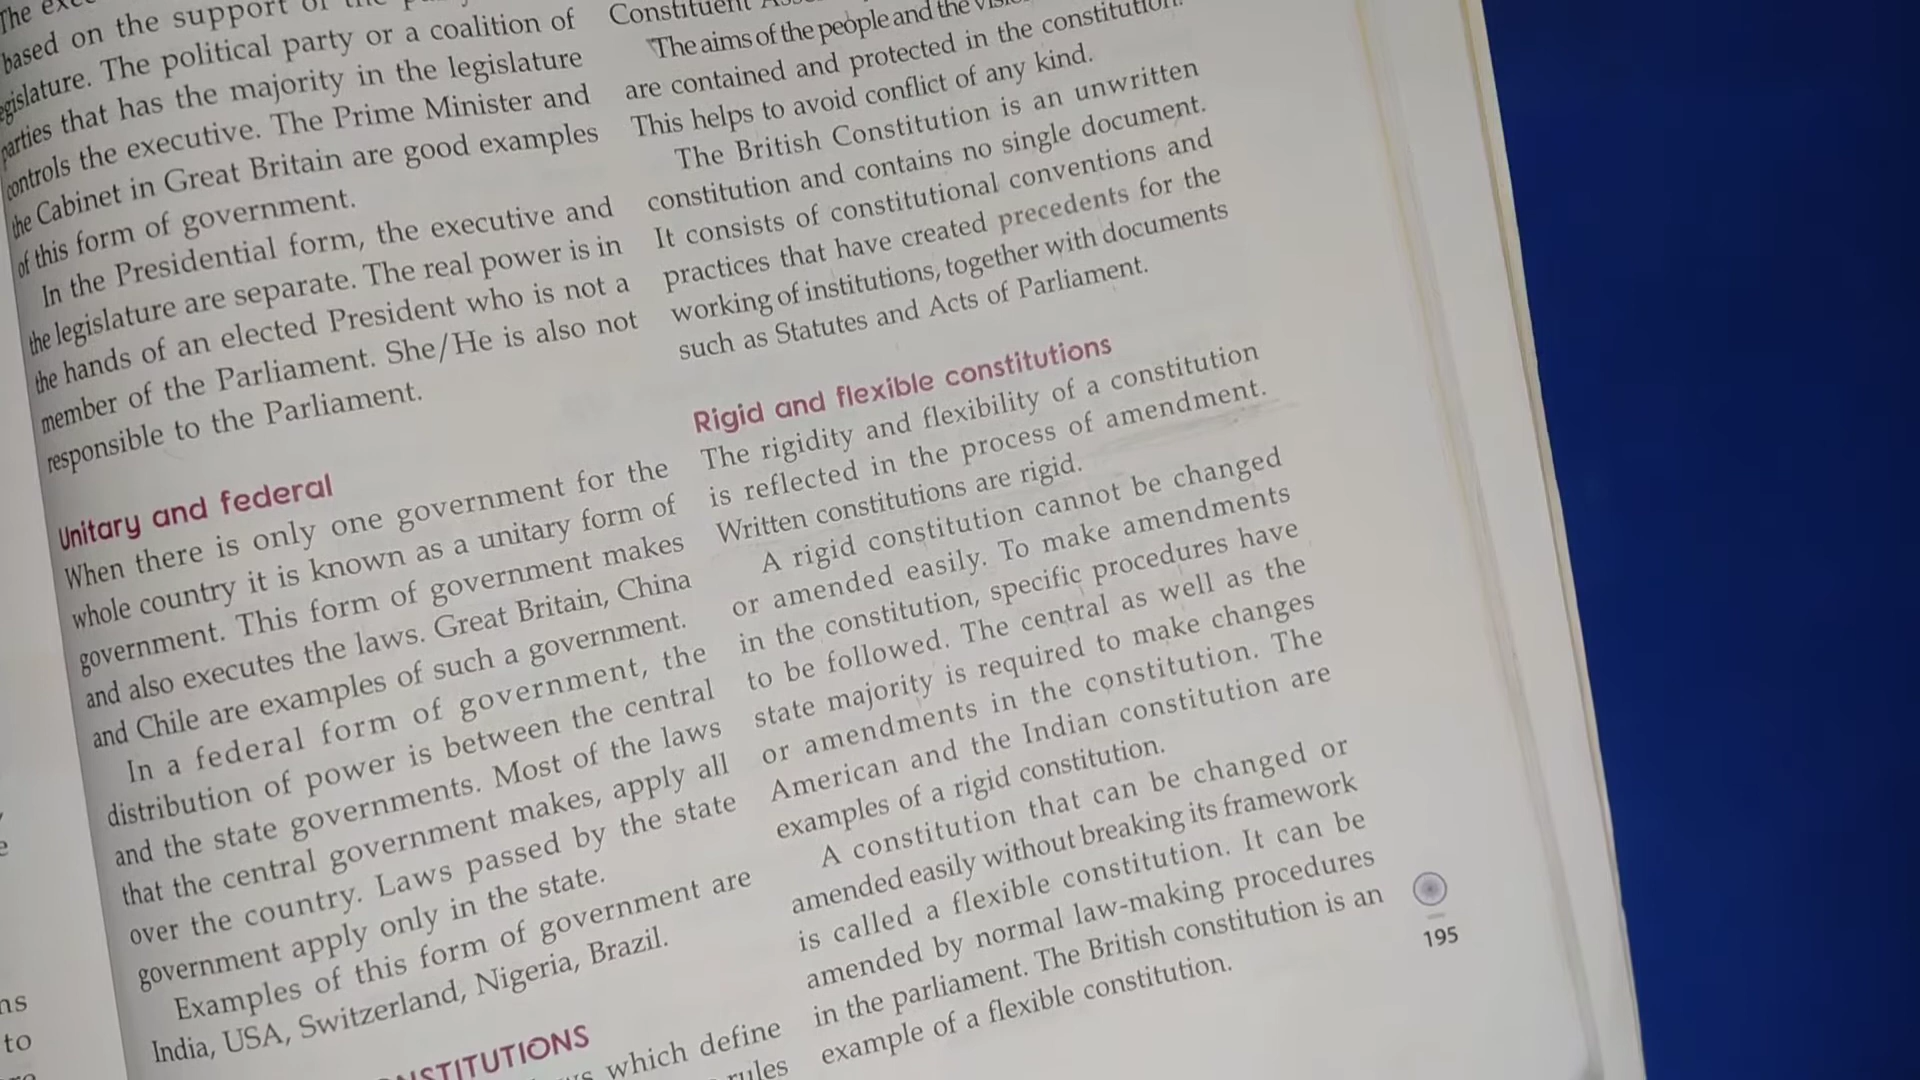 The
based on the support of the
legislature. The political party or a coalition of
parties that has the majority in the legislature
controls the executive. The Prime Minister and
the Cabinet in Great Britain are good examples
of this form of government.
In the Presidential form, the executive and
the legislature are separate. The real power is in
the hands of an elected President who is not a
member of the Parliament. She/He is also not
responsible to the Parliament.
Unitary and federal
When there is only one government for the
whole country it is known as a unitary form of
government. This form of government makes
and also executes the laws. Great Britain, China
and Chile are examples of such a government.
In a federal form of government, the
distribution of power is between the central
and the state governments. Most of the laws
that the central government makes, apply all
over the country. Laws passed by the state
government apply only in the state.
Examples of this form of government are
India, USA, Switzerland, Nigeria, Brazil.
which define
rules
Constituent
The aims of the people and the
are contained and protected in the constitution.
This helps to avoid conflict of any kind.
The British Constitution is an unwritten
constitution and contains no single document.
It consists of constitutional conventions and
practices that have created precedents for the
working of institutions, together with documents
such as Statutes and Acts of Parliament.
Rigid and flexible constitutions
The rigidity and flexibility of a constitution
is reflected in the process of amendment.
Written constitutions are rigid.
A rigid constitution cannot be changed
or amended easily. To make amendments
in the constitution, specific procedures have
to be followed. The central as well as the
state majority is required to make changes
or amendments in the constitution. The
American and the Indian constitution are
examples of a rigid constitution.
A constitution that can be changed or
amended easily without breaking its framework
is called a flexible constitution. It can be
amended by normal law-making procedures
in the parliament. The British constitution is an
example of a flexible constitution.
195
to